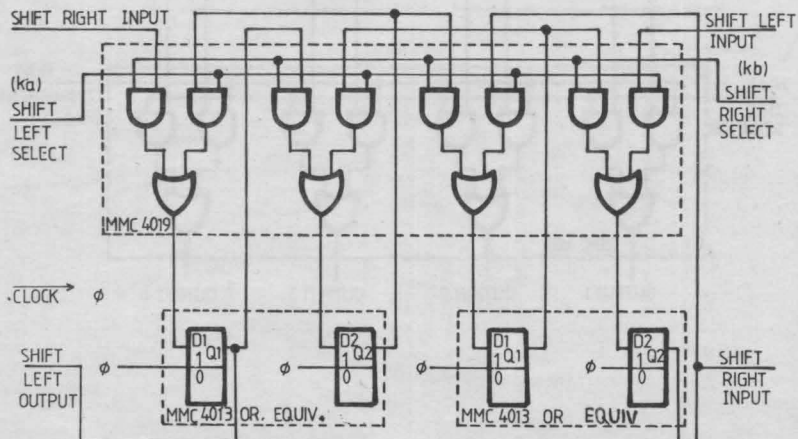 SHIFT RIGHT INPUT
SHIFT LEFT
INPUT
(ka)
SHIFT
LEFT
SELECT
(kb)
SHIFT
RIGHT
SELECT
MMC 4019
CLOCK ϕ
D1
1 Q1
0
D2
1 Q2
0
D1
1 Q1
0
D2
1 Q2
0
ϕ
ϕ
ϕ
ϕ
MMC 4013 OR. EQUIV.
MMC 4013 OR EQUIV
SHIFT
LEFT
OUTPUT
SHIFT
RIGHT
INPUT